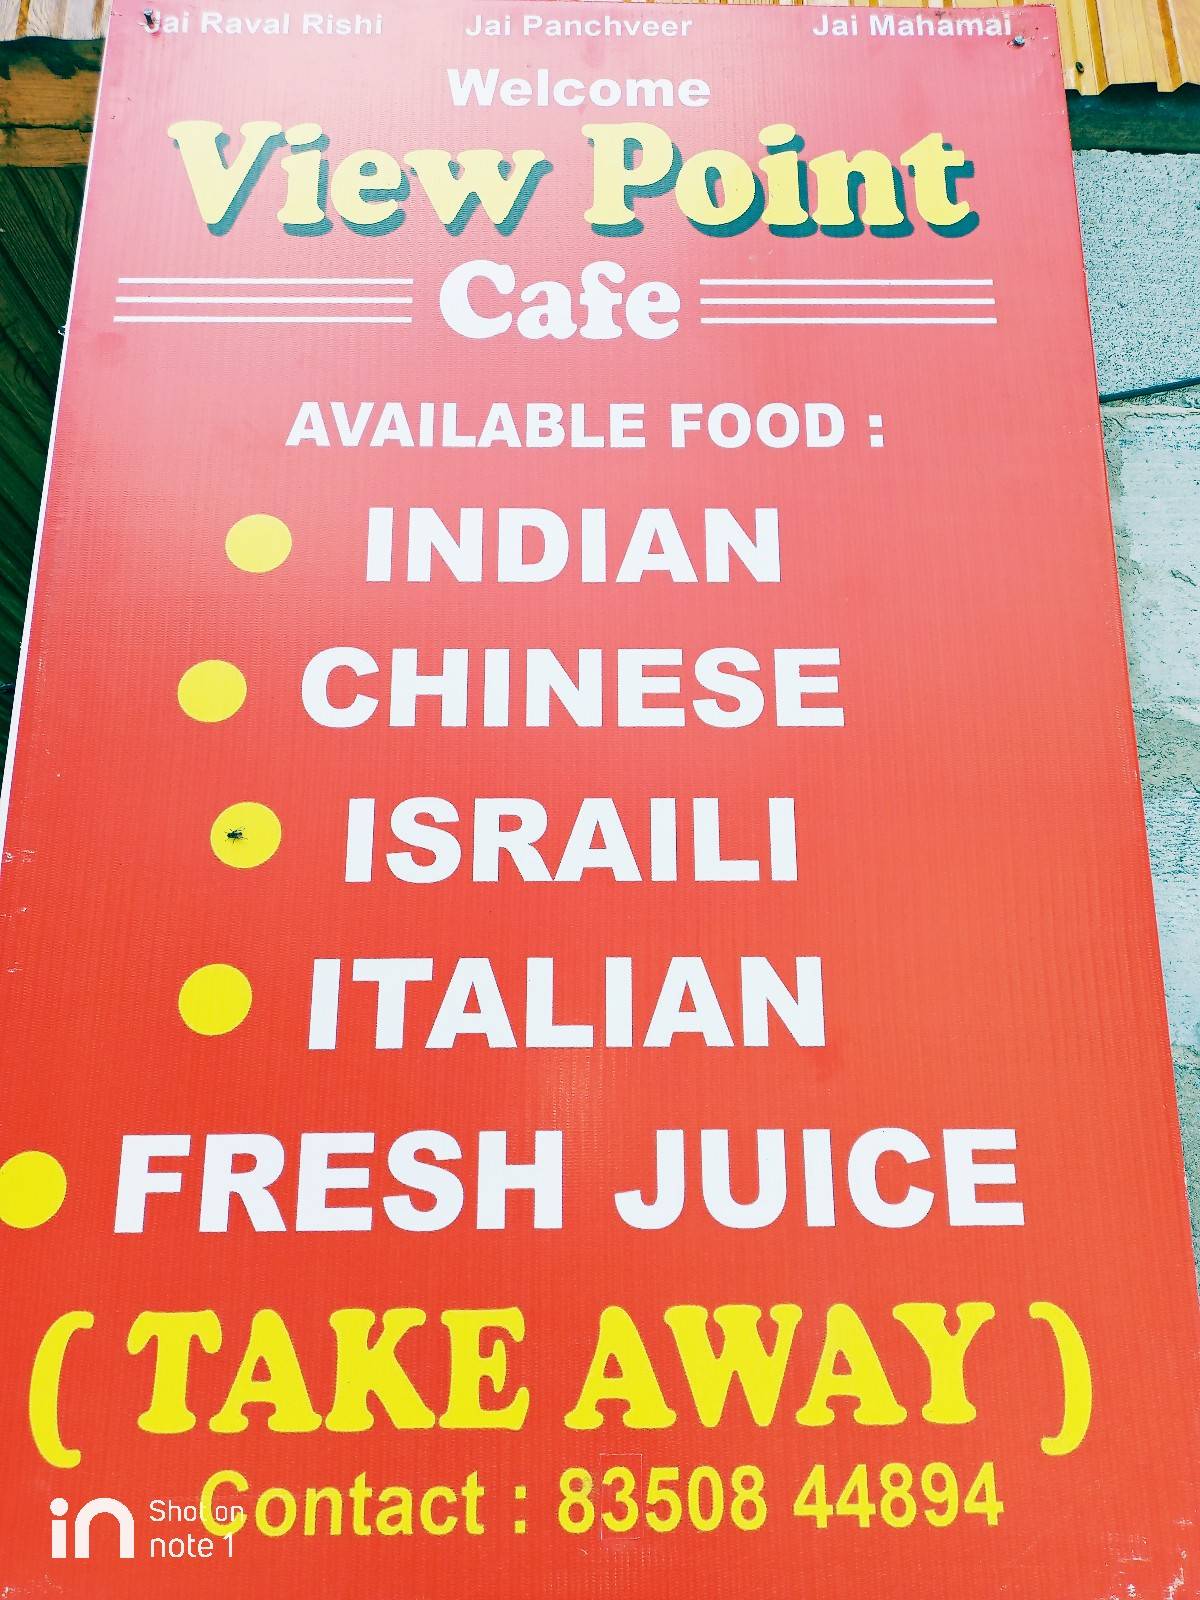 Jai Raval Rishi Jai Panchveer Jai Mahamai
Welcome
View Point
Cafe
AVAILABLE FOOD :
INDIAN
CHINESE
ISRAILI
ITALIAN
FRESH JUICE
( TAKE AWAY )
Contact : 83508 44894
in Shot on
note 1